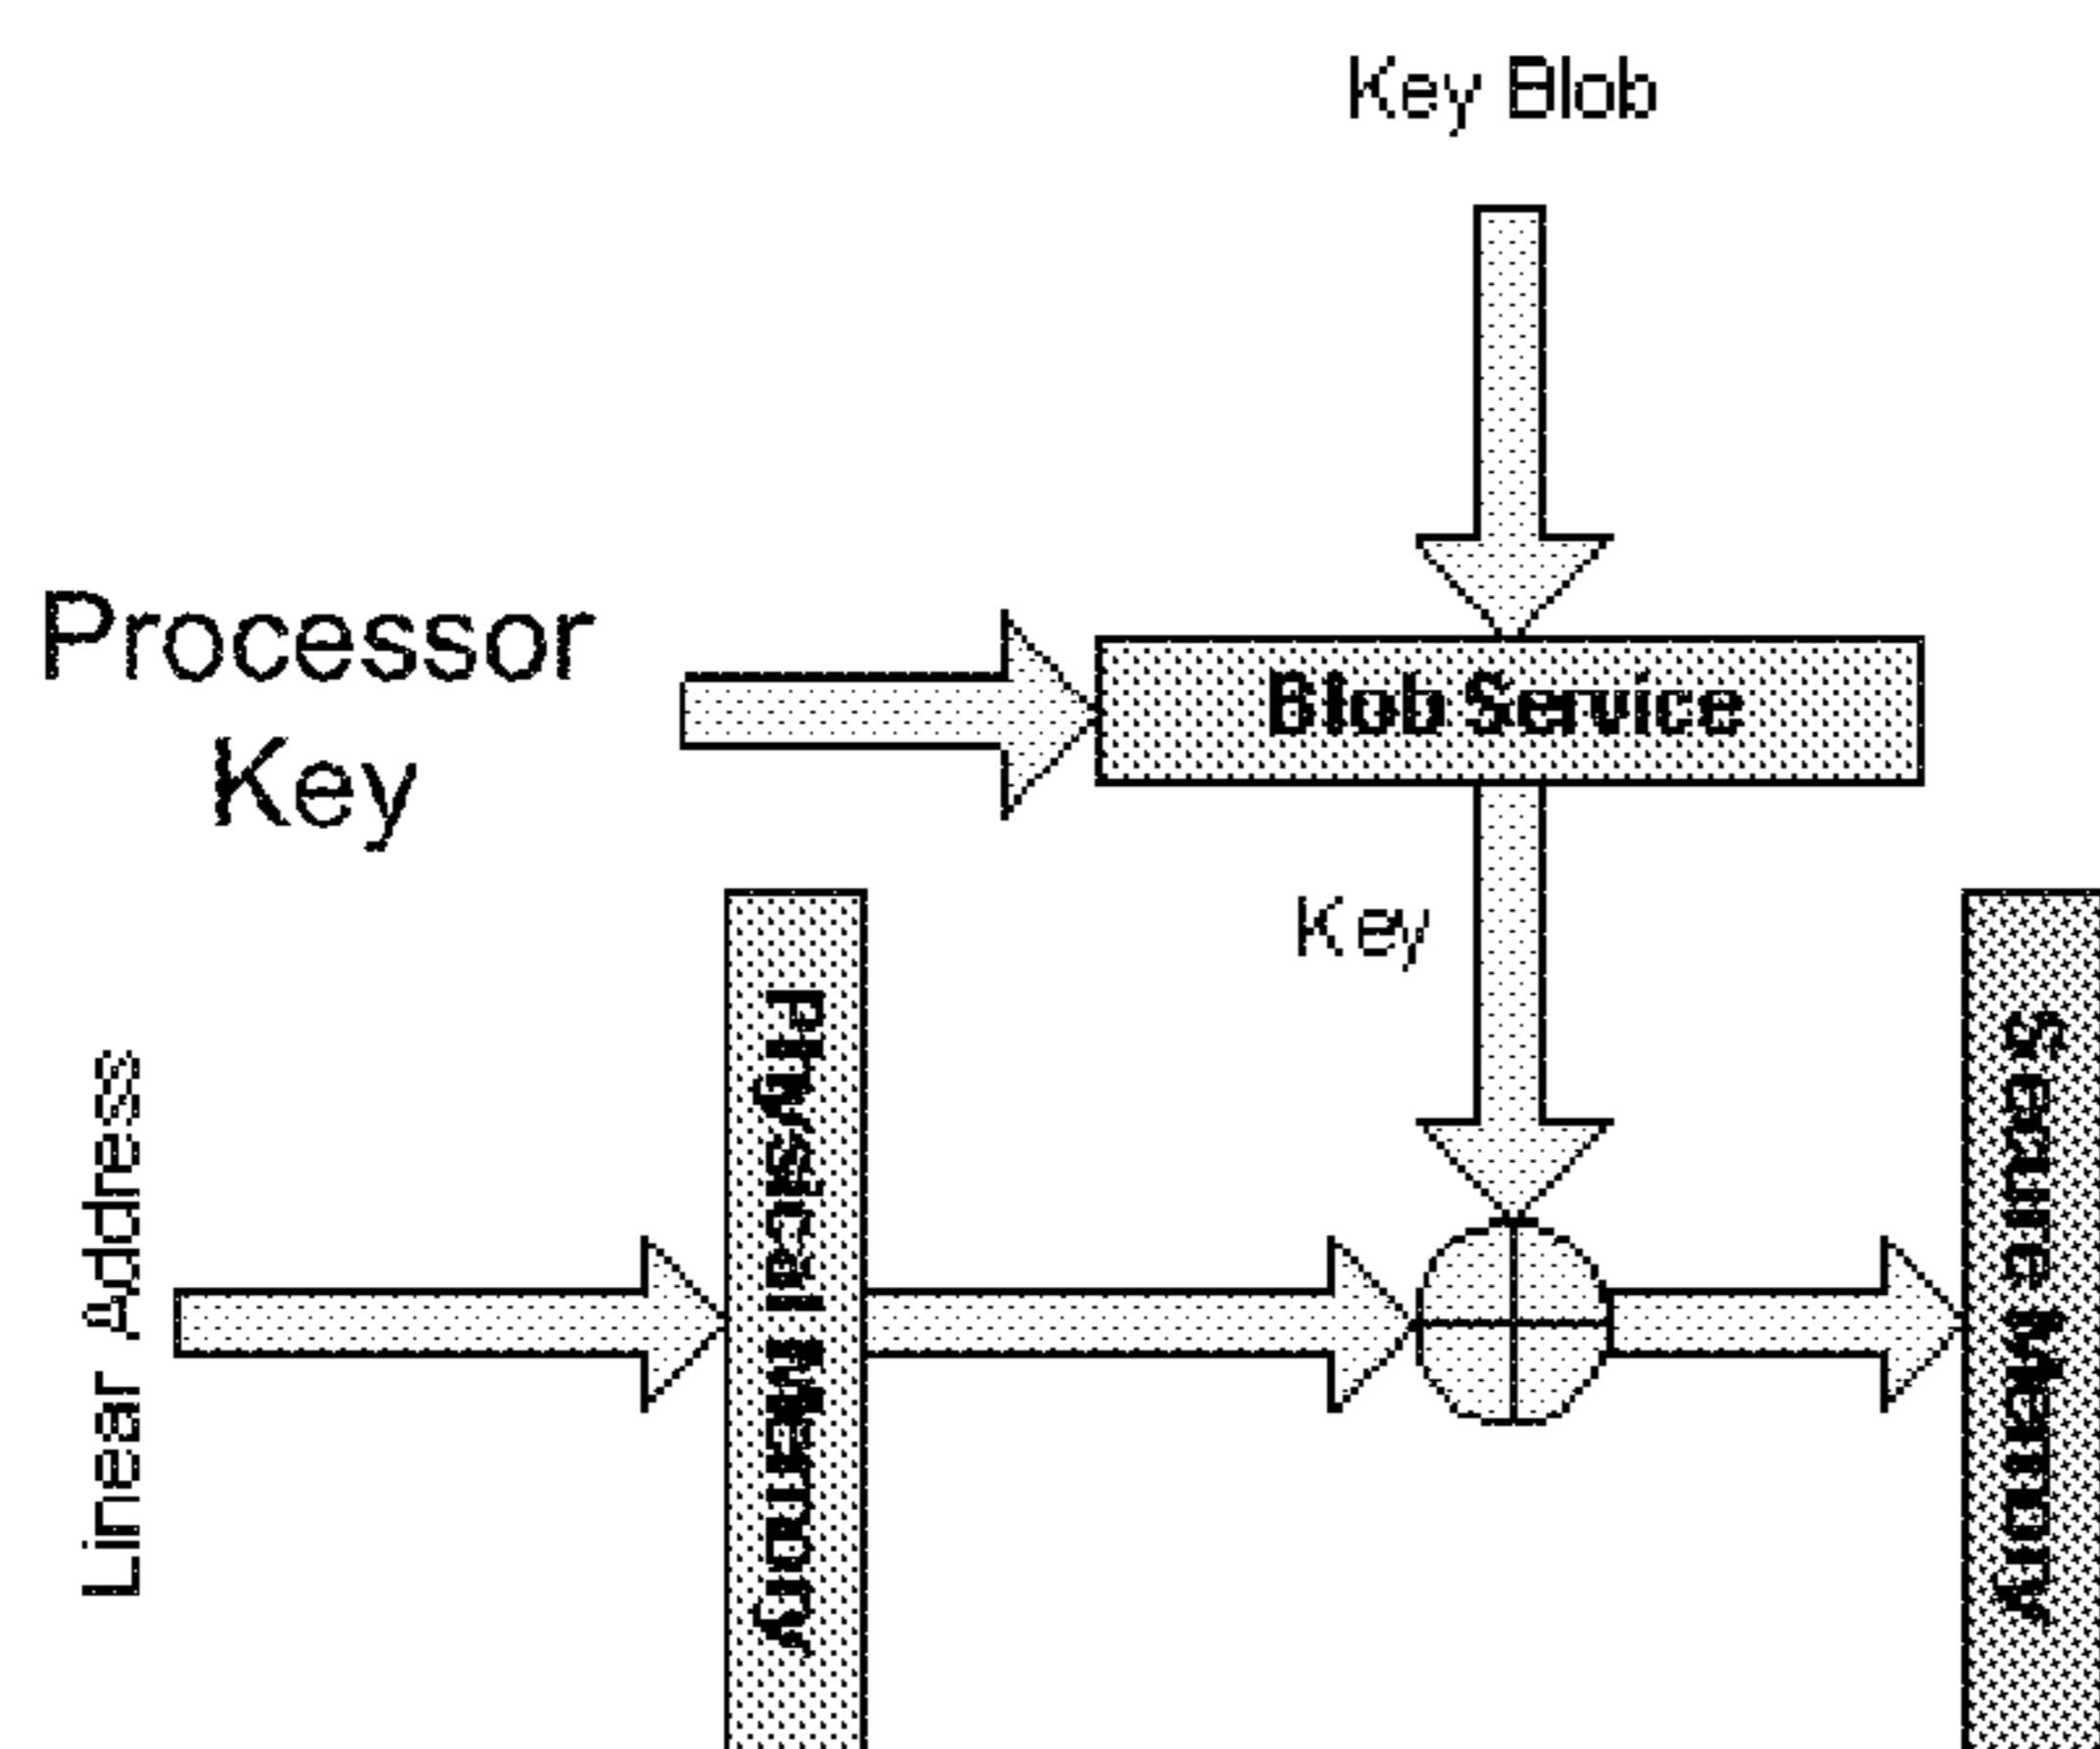 Key Blob
Processor
Key
Blob Service
Key
Linear Address
Physical Memory
Secure Memory